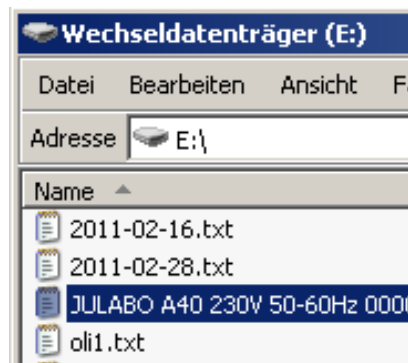 Wechseldatenträger (E:)
Datei Bearbeiten Ansicht
Adresse E:\
Name
2011-02-16.txt
2011-02-28.txt
JULABO A40 230V 50-60Hz 000
oli1.txt